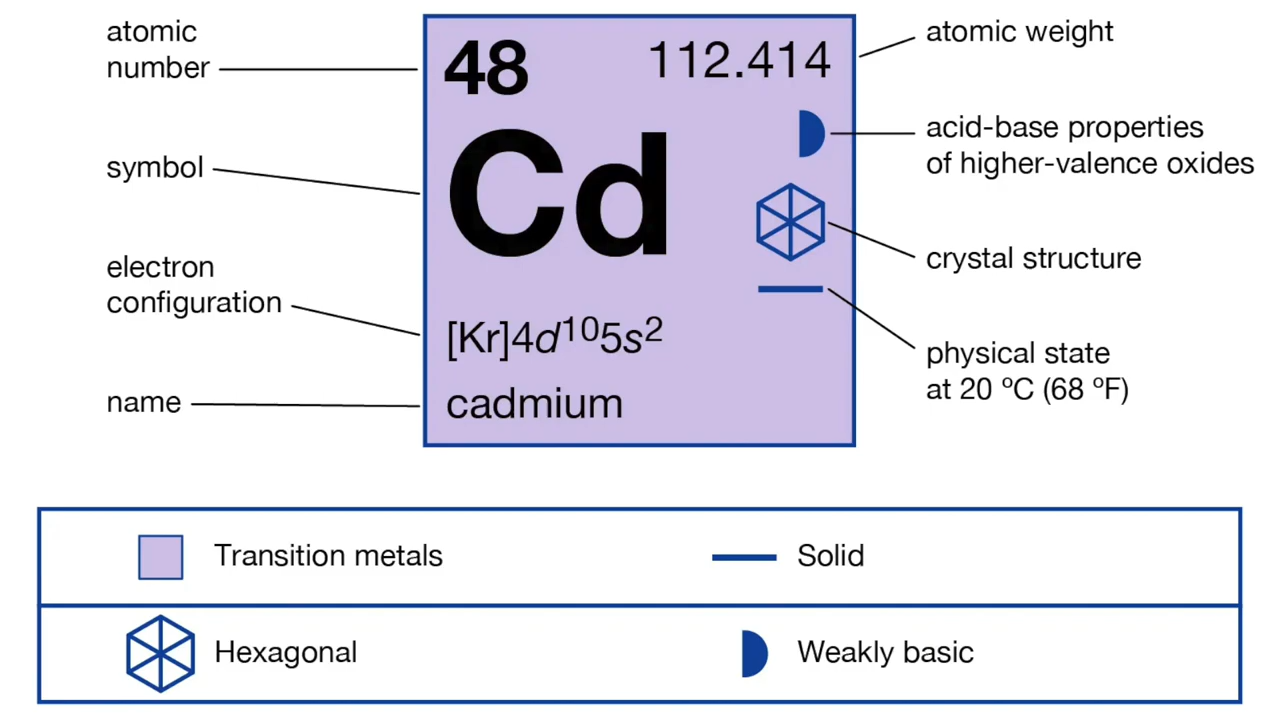 atomic
number
symbol
electron
configuration
name
48
112.414
Cd
[Kr]4d¹⁰5s²
cadmium
atomic weight
acid-base properties
of higher-valence oxides
crystal structure
physical state
at 20 ºC (68 ºF)
Transition metals
Solid
Hexagonal
Weakly basic